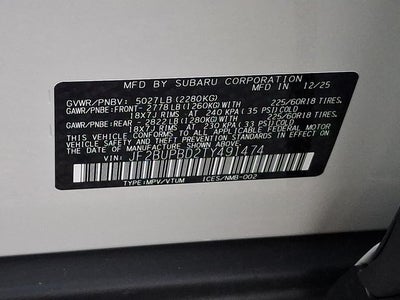 MFD BY SUBARU CORPORATION 12/25
GVWR/PNBV: 5027LB (2280KG)
GAWR/PNBE:FRONT- 2778LB (1260KG)WITH 225/60R18 TIRES,
18X7J RIMS AT 240 KPA( 35 PSI)COLD
GAWR/PNBE:REAR -2822LB(1280KG)WITH 225/60R18 TIRES,
18X7J RIMS AT 230 KPA( 33 PSI)COLD
THIS VEHICLE CONFORMS TO ALL APPLICABLE FEDERAL MOTOR
VEHICLE SAFETY AND THEFT PREVENTION STANDARDS IN EFFECT
ON THE DATE OF MANUFACTURE SHOWN ABOVE.
VIN: JF2BUPBD2TY491474
TYPE:MPV/VTUM ICES/NMB-002